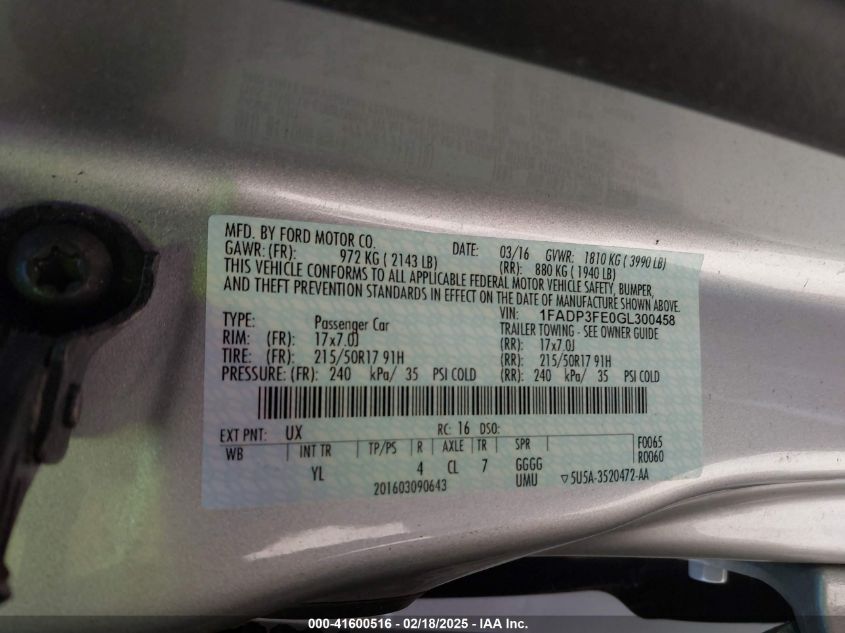 MFD. BY FORD MOTOR CO.
DATE: 03/16 GVWR: 1810 KG ( 3990 LB)
GAWR: (FR): 972 KG ( 2143 LB) (RR): 880 KG ( 1940 LB)
THIS VEHICLE CONFORMS TO ALL APPLICABLE FEDERAL MOTOR VEHICLE SAFETY, BUMPER,
AND THEFT PREVENTION STANDARDS IN EFFECT ON THE DATE OF MANUFACTURE SHOWN ABOVE.
VIN: 1FADP3FE0GL300458
TYPE: Passenger Car TRAILER TOWING - SEE OWNER GUIDE
RIM: (FR): 17x7.0J (RR): 17x7.0J
TIRE: (FR): 215/50R17 91H (RR): 215/50R17 91H
PRESSURE: (FR): 240 kPa/ 35 PSI COLD (RR): 240 kPa/ 35 PSI COLD
EXT PNT: UX RC: 16 DSO: F0065
WB INT TR TP/PS R AXLE TR SPR R0060
YL 4 CL 7 GGGG
201603090643 UMU ▽5U5A-3520472-AA
000-41600516 - 02/18/2025 - IAA Inc.